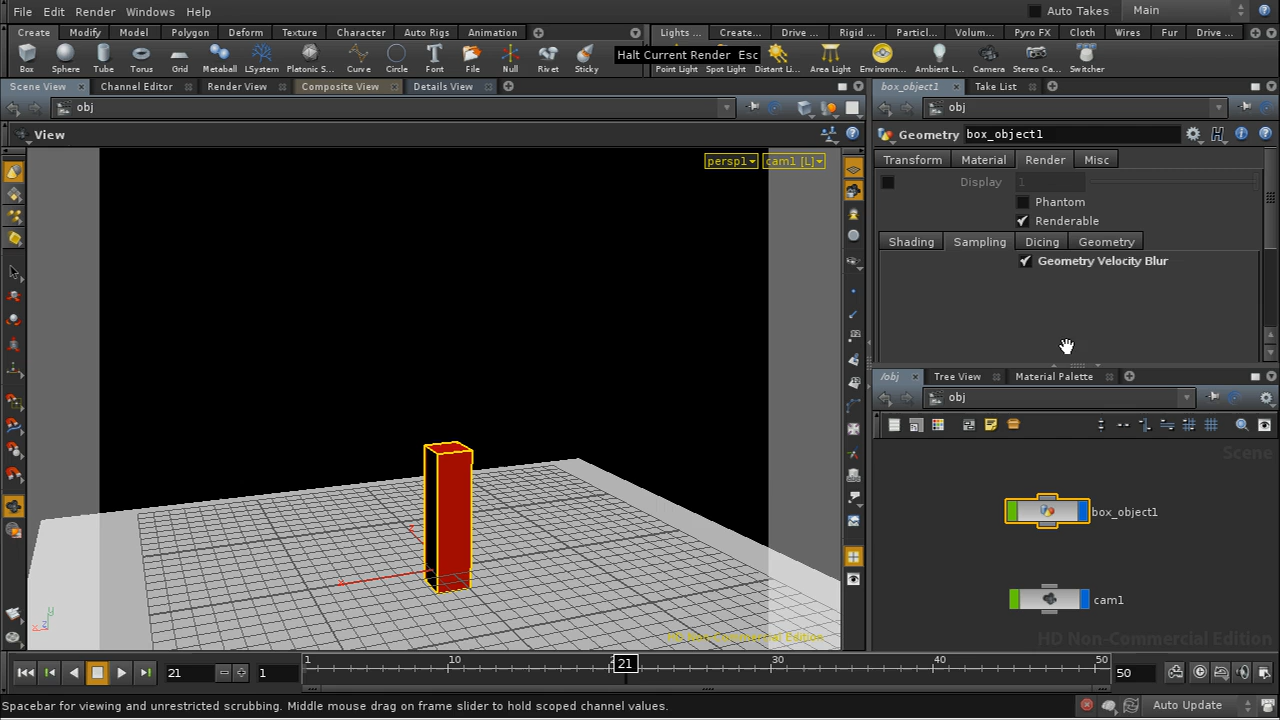 File Edit Render Windows Help
Auto Takes Main
Create Modify Model Polygon Deform Texture Character Auto Rigs Animation
Lights ... Create... Drive ... Rigid ... Particl... Volum... Pyro FX Cloth Wires Fur Drive ...
Halt Current Render Esc
Box Sphere Tube Torus Grid Metaball LSystem Platonic S... Curve Circle Font File Null Rivet Sticky
Point Light Spot Light Distant Li... Area Light Environm... Ambient L... Camera Stereo Ca... Switcher
Scene View Channel Editor Render View Composite View Details View
box_object1 Take List
obj
obj
View
Geometry box_object1
persp1 cam1 [L]
Transform Material Render Misc
Display 1
Phantom
Renderable
Shading Sampling Dicing Geometry
Geometry Velocity Blur
/obj Tree View Material Palette
obj
Scene
box_object1
cam1
x
z
y
x z
HD Non-Commercial Edition
HD Non-Commercial Edition
21 1
1 10 21 30 40 50
50
Spacebar for viewing and unrestricted scrubbing. Middle mouse drag on frame slider to hold scoped channel values.
Auto Update